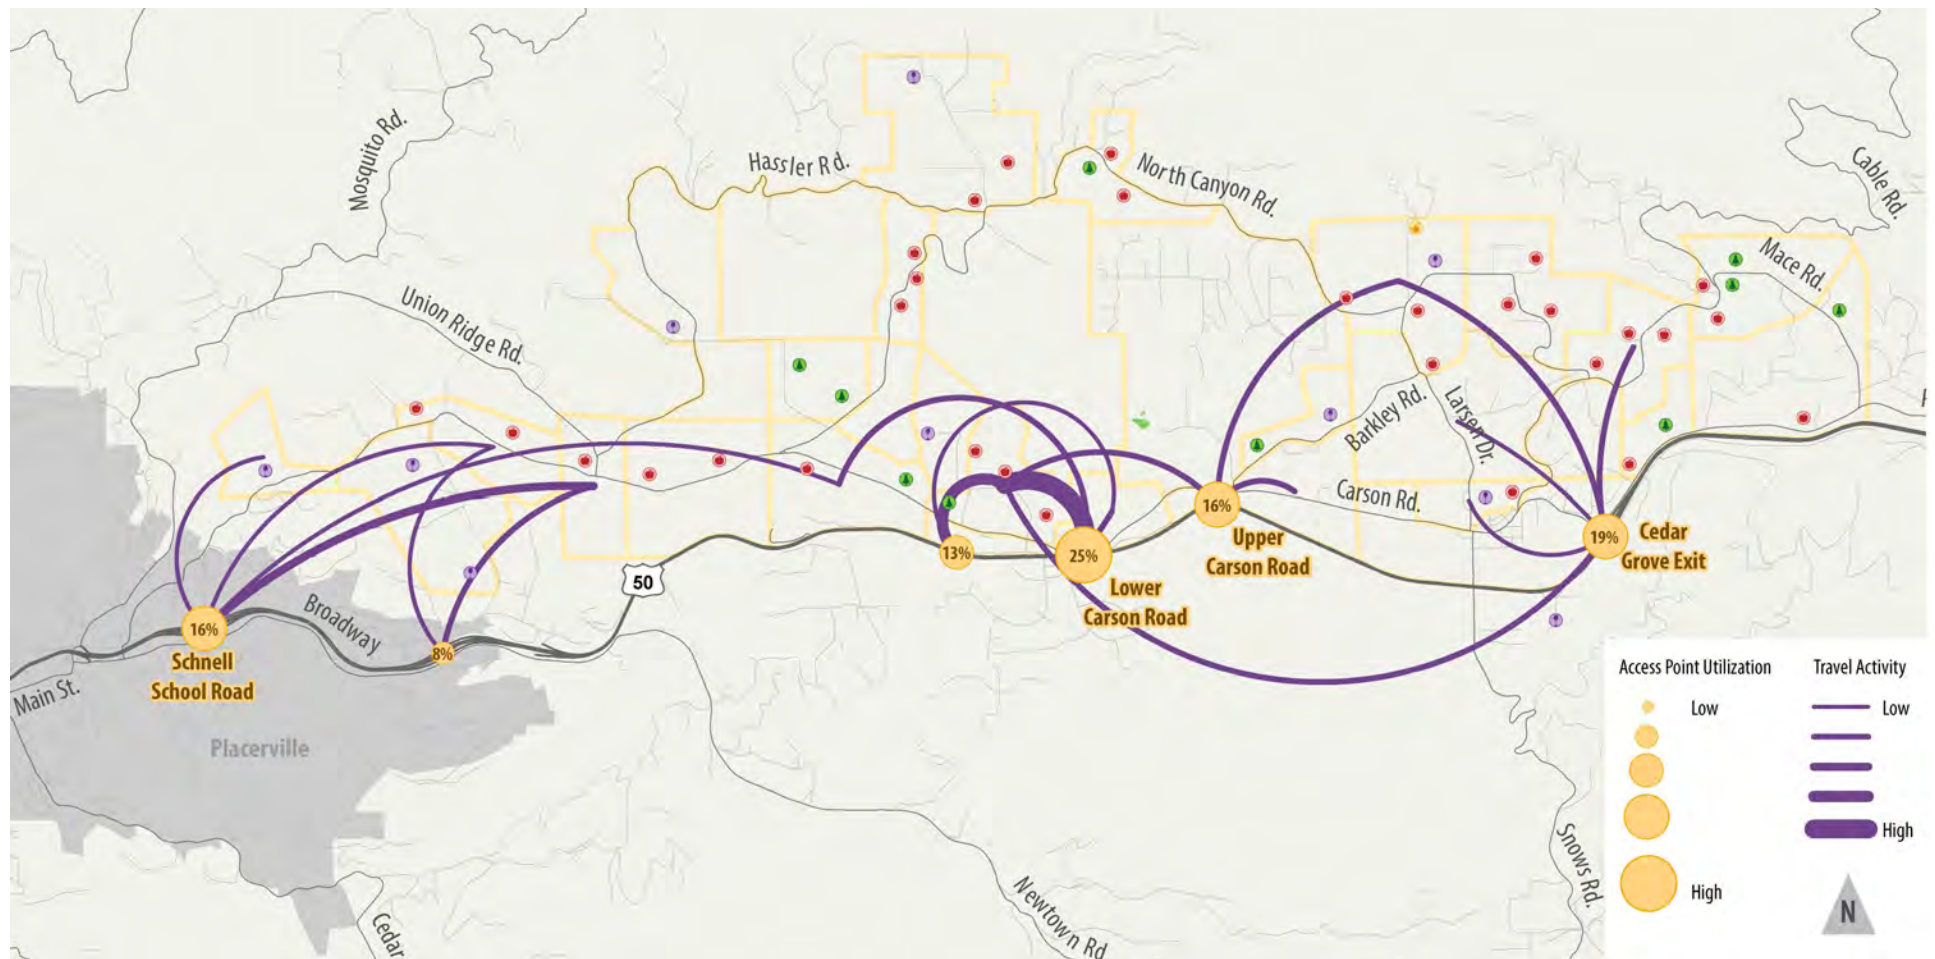 Mosquito Rd.
Hassler Rd.
North Canyon Rd.
Cable Rd.
Mace Rd.
Union Ridge Rd.
Barkley Rd.
Larsen Dr.
Carson Rd.
16%
Upper
Carson Road
19%
Cedar
Grove Exit
13%
25%
Lower
Carson Road
50
Broadway
16%
Schnell
School Road
8%
Main St.
Placerville
Cedar
Newtown Rd
Snows Rd.
Access Point Utilization
Low
High
Travel Activity
Low
High
N